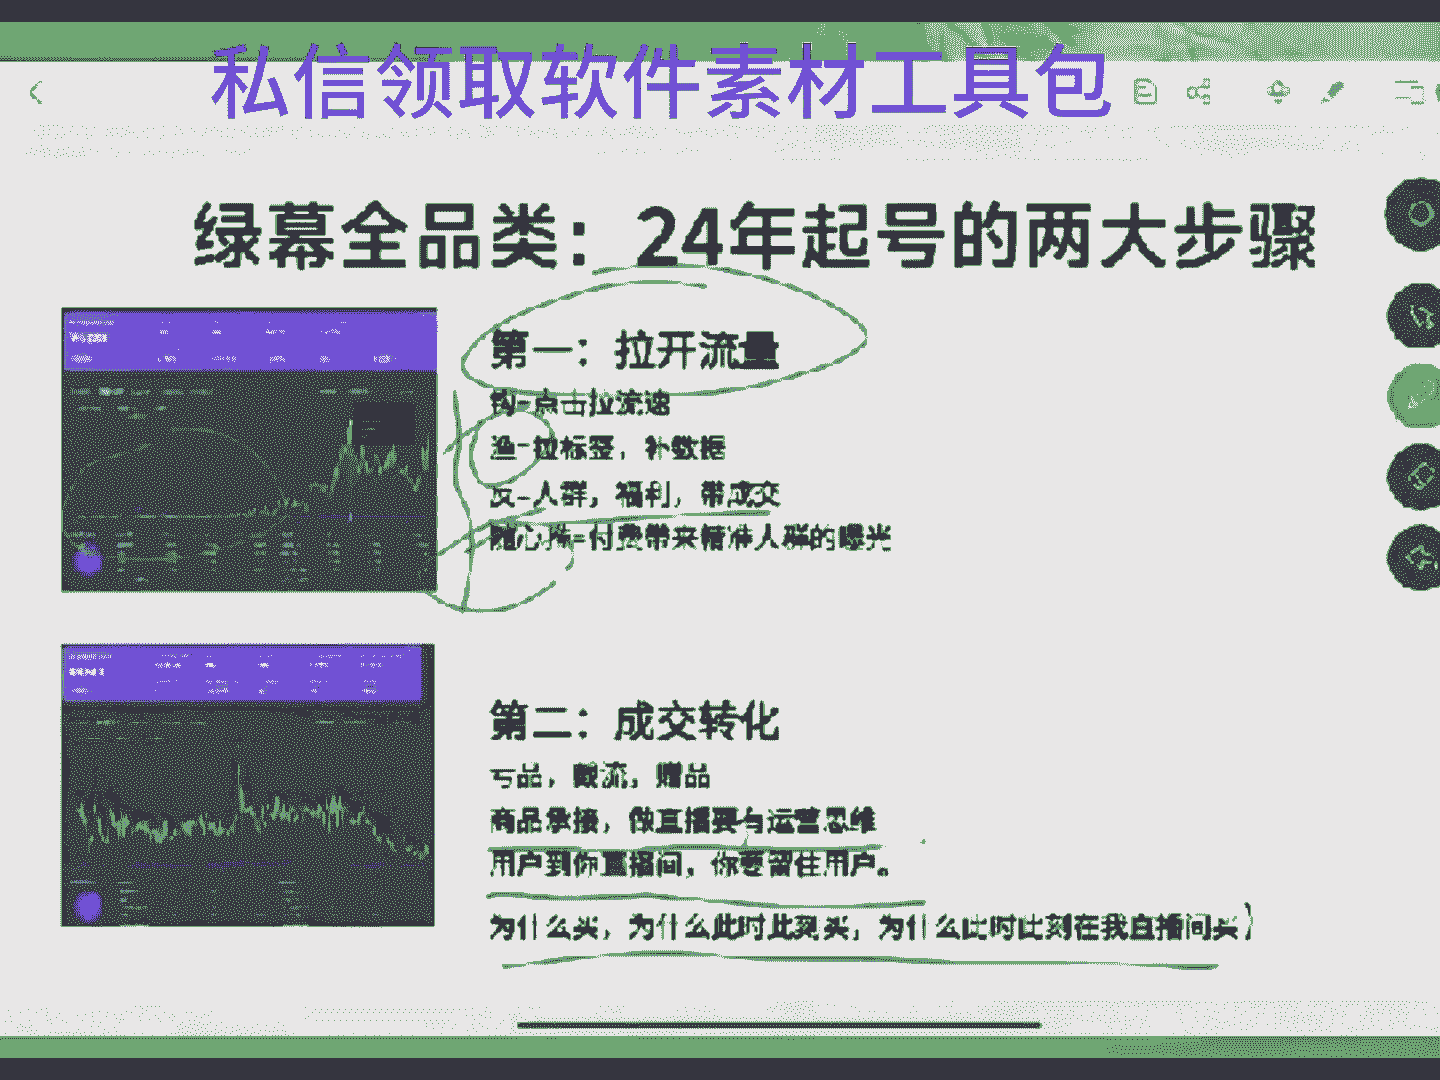 私信领取软件素材工具包
绿幕全品类：24年起号的两大步骤
第一：拉开流量
钩-点击拉流速
-拉标签，补数据
反-人群，福利，带成交
随心推=付费带来精准人群的曝光
第二：成交转化
亏品，截流，赠品
商品承接，做直播要有运营思维
用户到你直播间，你要留住用户。
为什么买，为什么此时此刻买，为什么此时此刻在我直播间买）